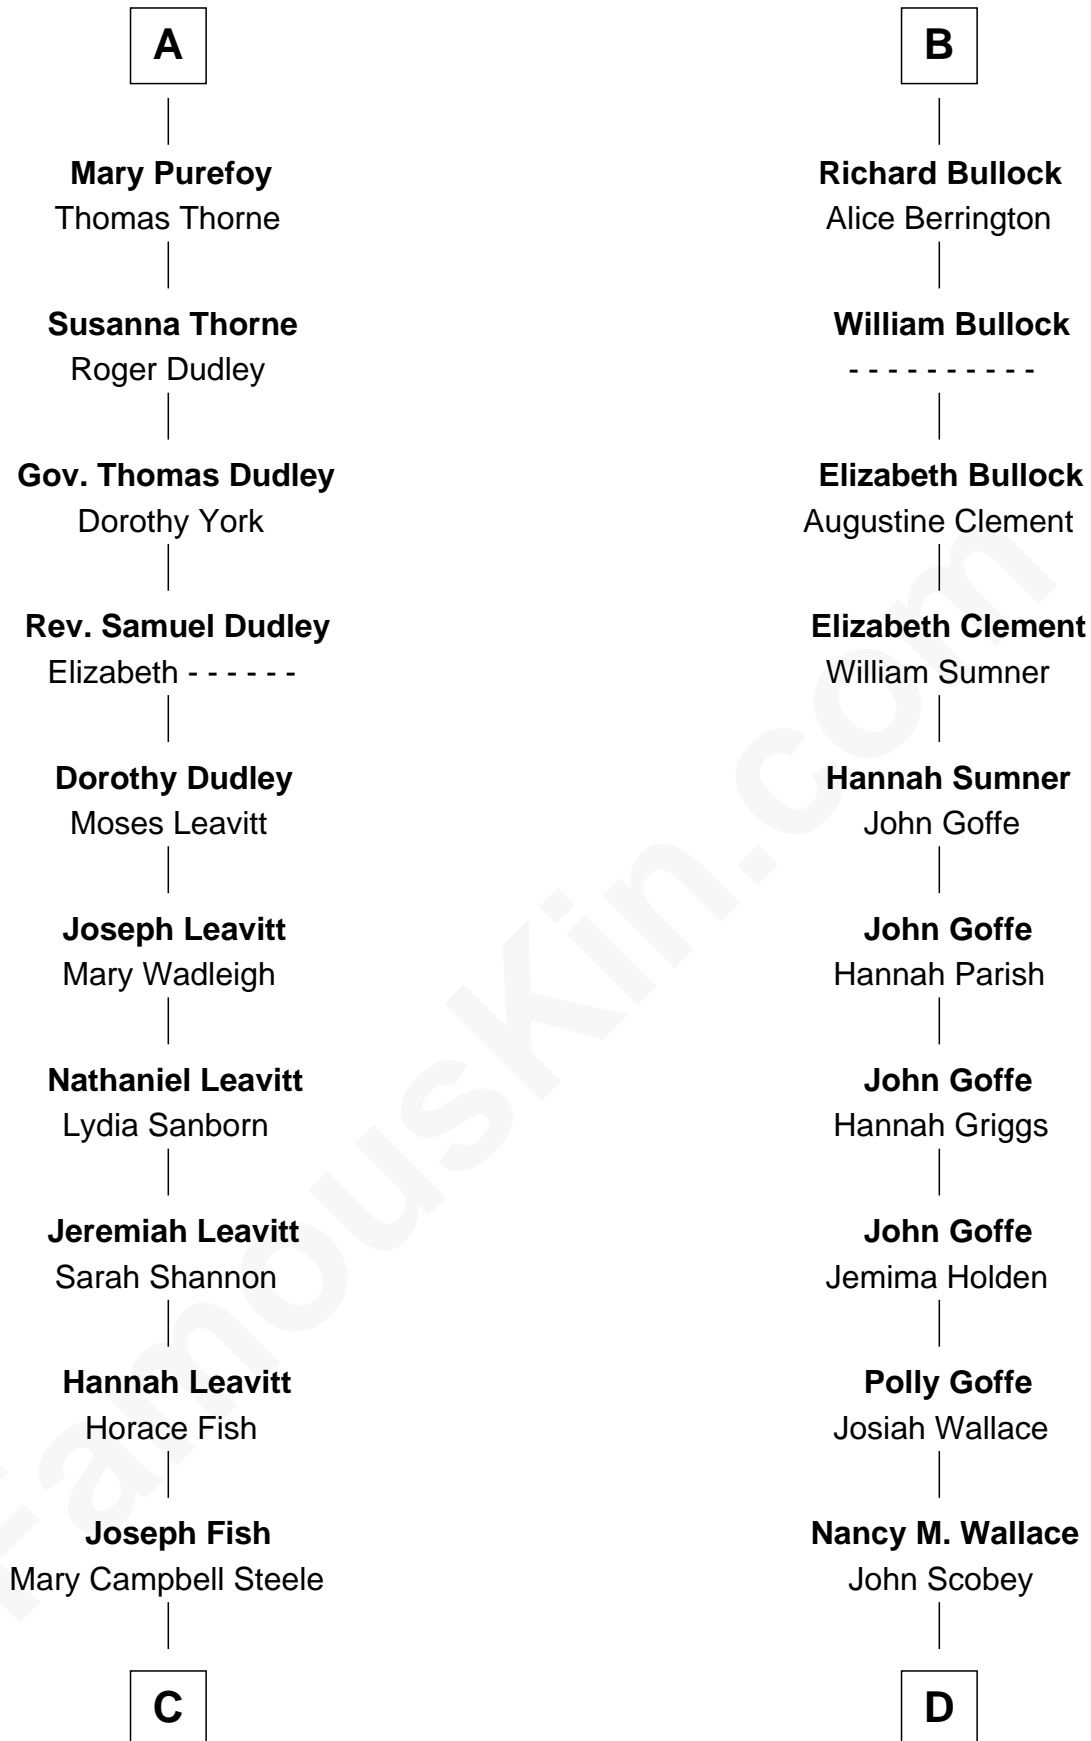 A
Mary Purefoy
Thomas Thorne
Susanna Thorne
Roger Dudley
Gov. Thomas Dudley
Dorothy York
Rev. Samuel Dudley
Elizabeth - - - - - -
Dorothy Dudley
Moses Leavitt
Joseph Leavitt
Mary Wadleigh
Nathaniel Leavitt
Lydia Sanborn
Jeremiah Leavitt
Sarah Shannon
Hannah Leavitt
Horace Fish
Joseph Fish
Mary Campbell Steele
C
B
Richard Bullock
Alice Berrington
William Bullock
- - - - - - - - - -
Elizabeth Bullock
Augustine Clement
Elizabeth Clement
William Sumner
Hannah Sumner
John Goffe
John Goffe
Hannah Parish
John Goffe
Hannah Griggs
John Goffe
Jemima Holden
Polly Goffe
Josiah Wallace
Nancy M. Wallace
John Scobey
D
FamousKin.com